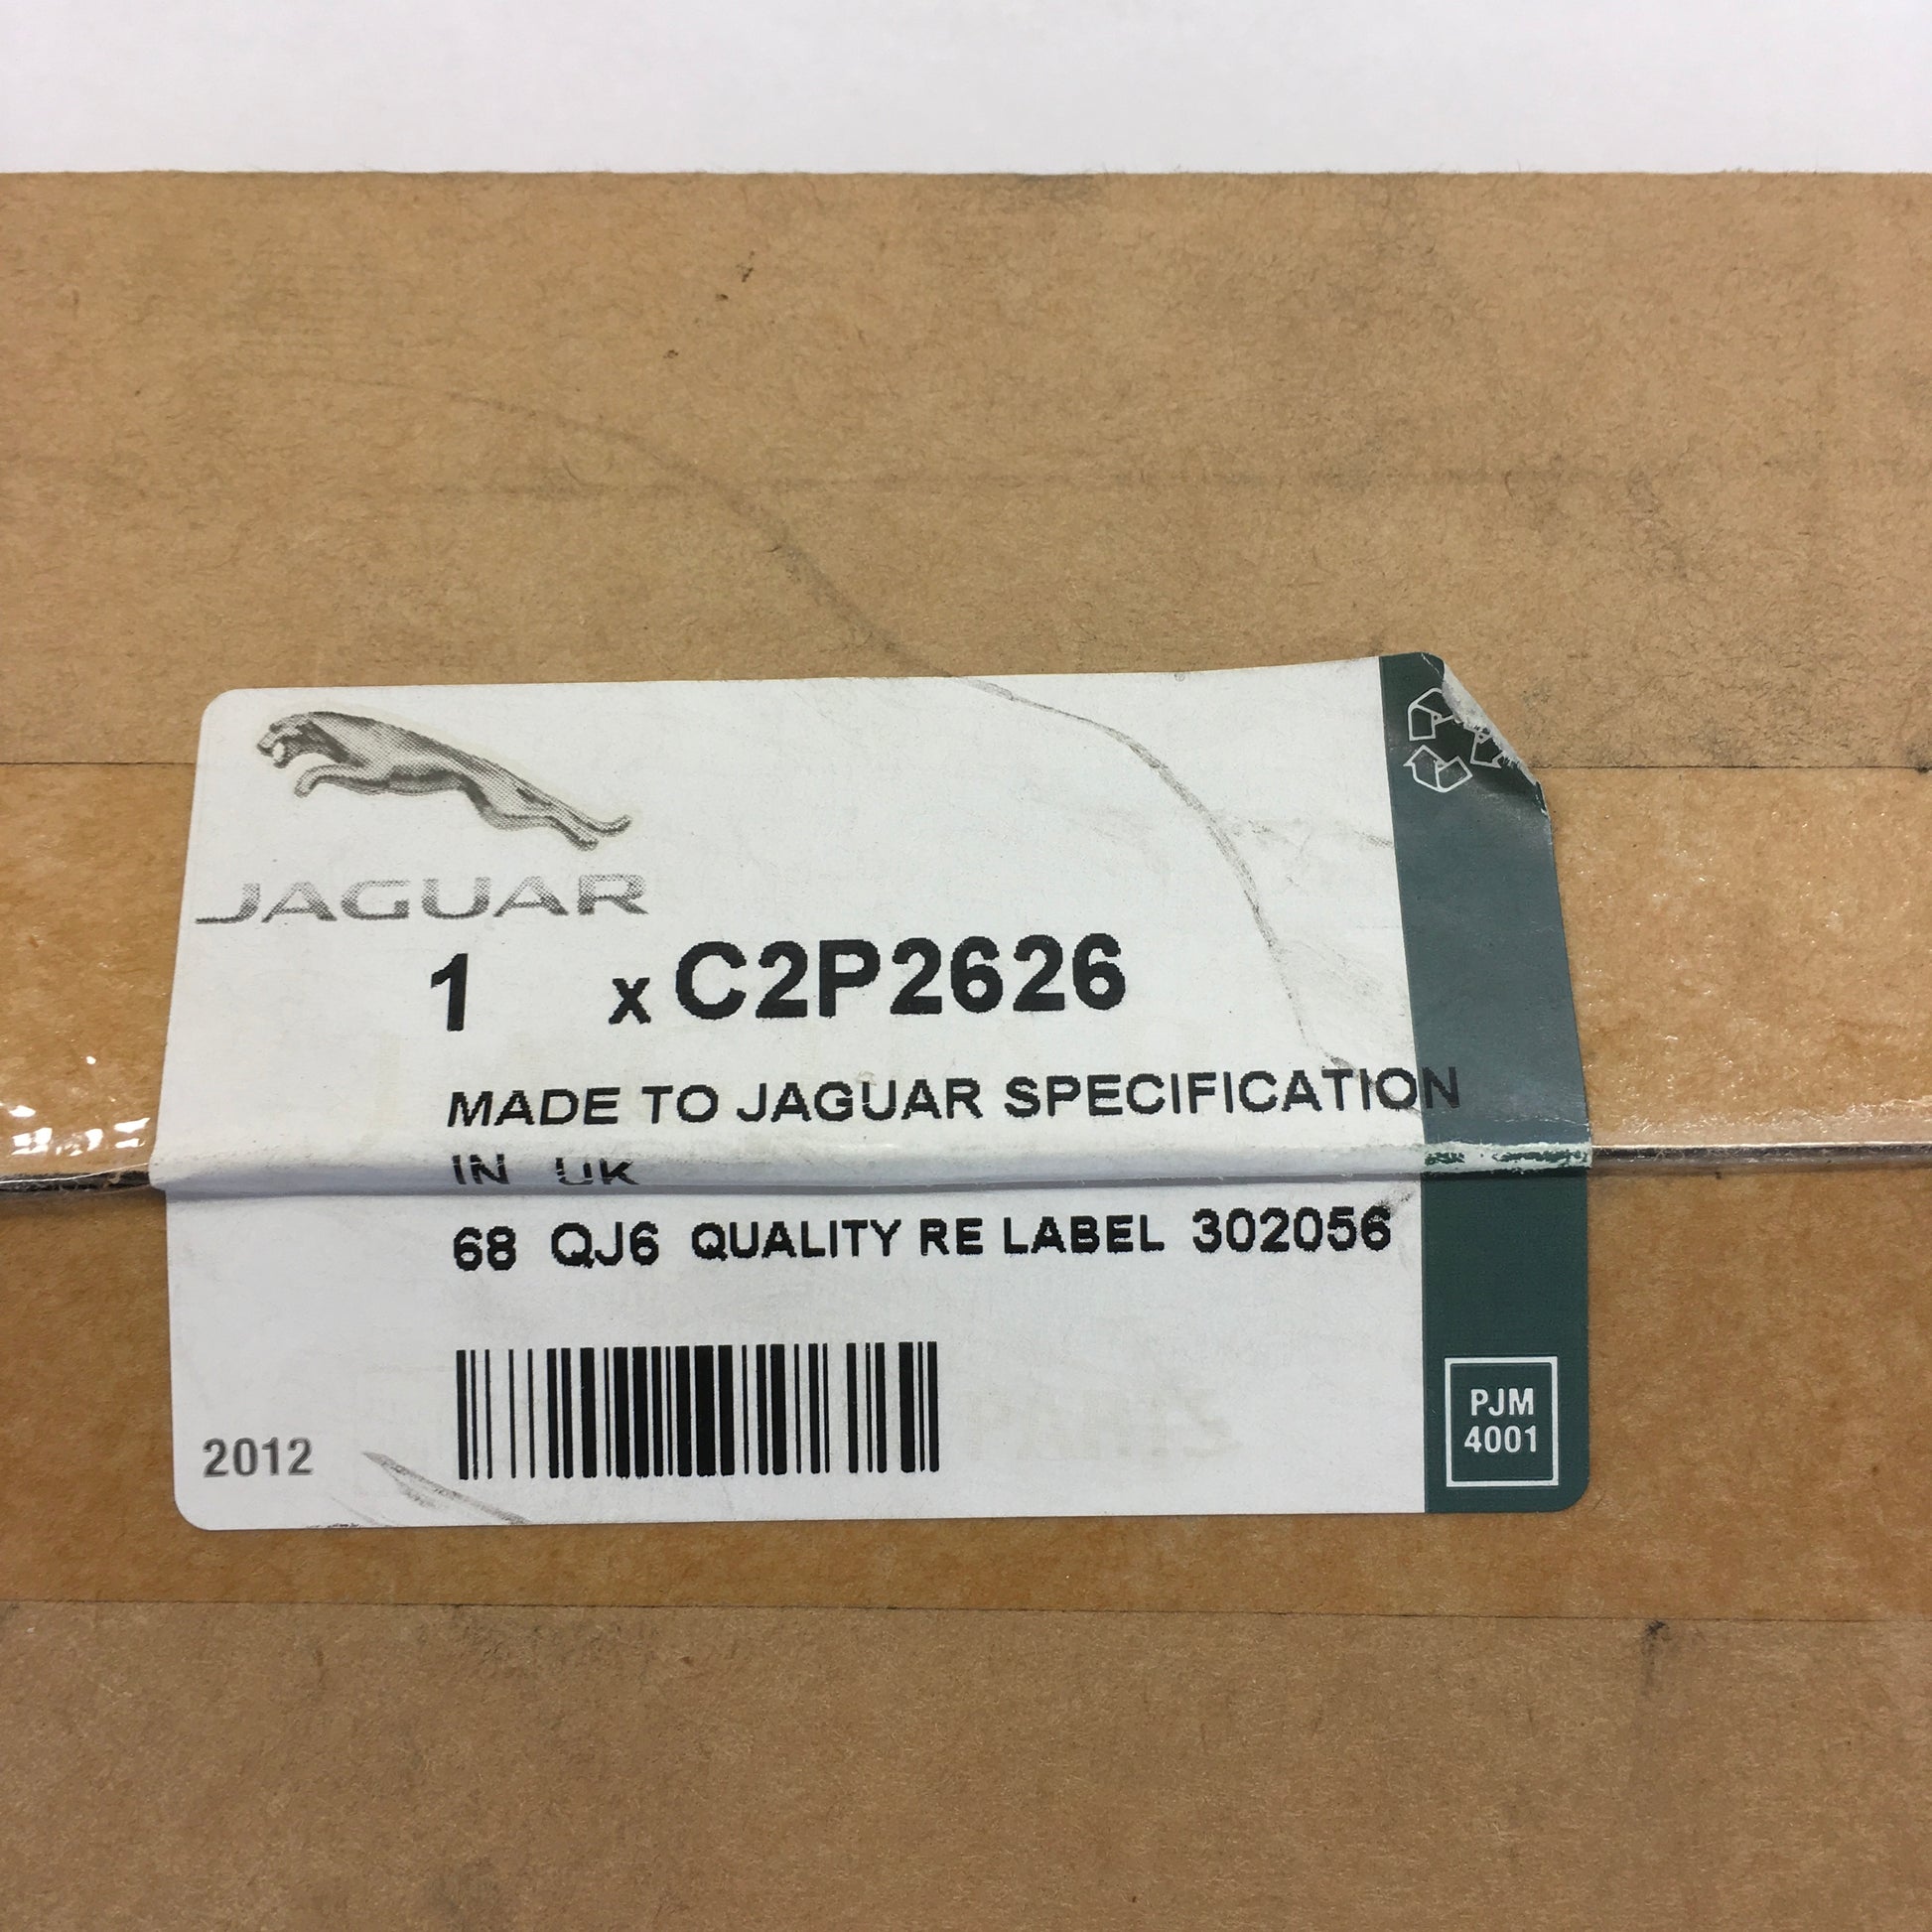 JAGUAR
1 x C2P2626
MADE TO JAGUAR SPECIFICATION
IN UK
68 QJ6 QUALITY RE LABEL 302056
2012
PJM
4001